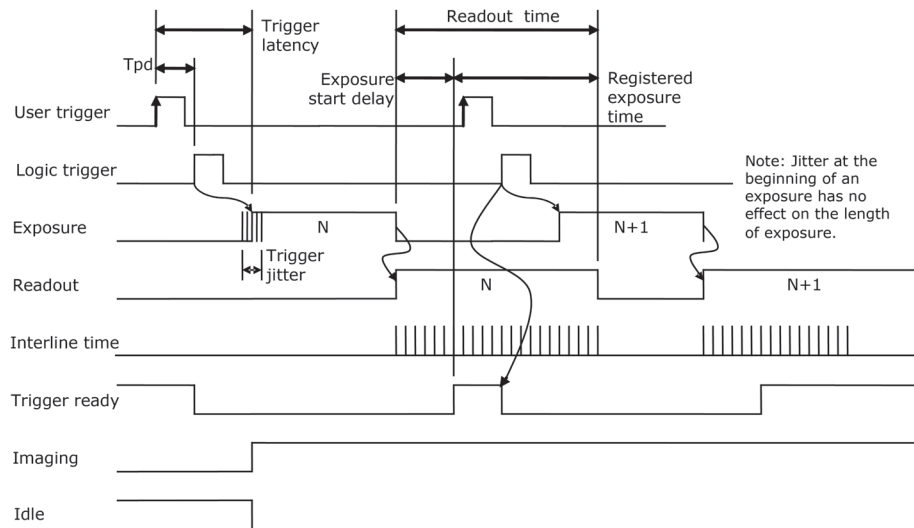 Trigger
latency
Readout time
Tpd
Exposure
start delay
Registered
exposure
time
User trigger
Logic trigger
Note: Jitter at the
beginning of an
exposure has no
effect on the length
of exposure.
Exposure
N
N+1
Trigger
jitter
Readout
N
N+1
Interline time
Trigger ready
Imaging
Idle